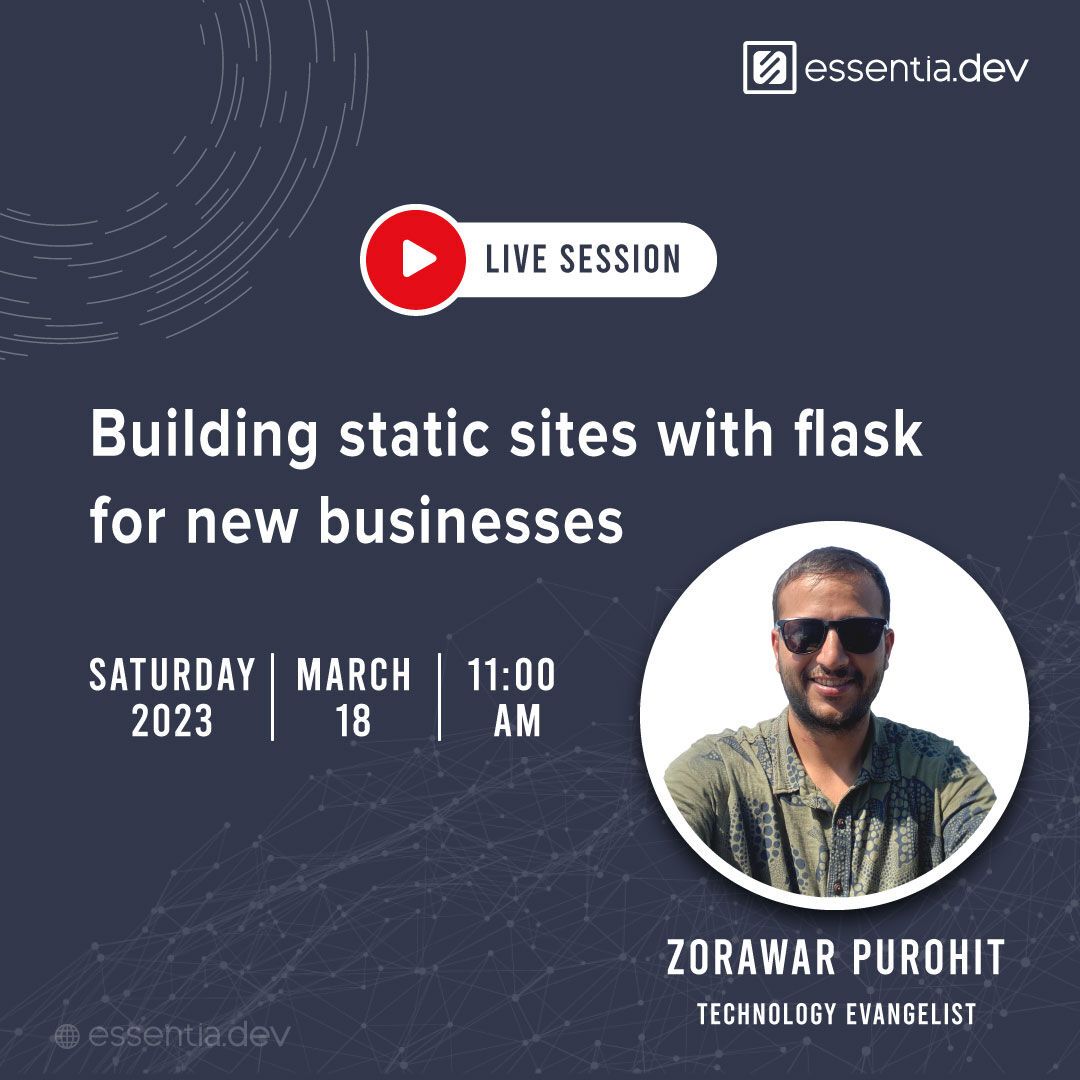 essentia.dev
LIVE SESSION
Building static sites with flask
for new businesses
SATURDAY
2023
MARCH
18
11:00
AM
ZORAWAR PUROHIT
TECHNOLOGY EVANGELIST
essentia.dev